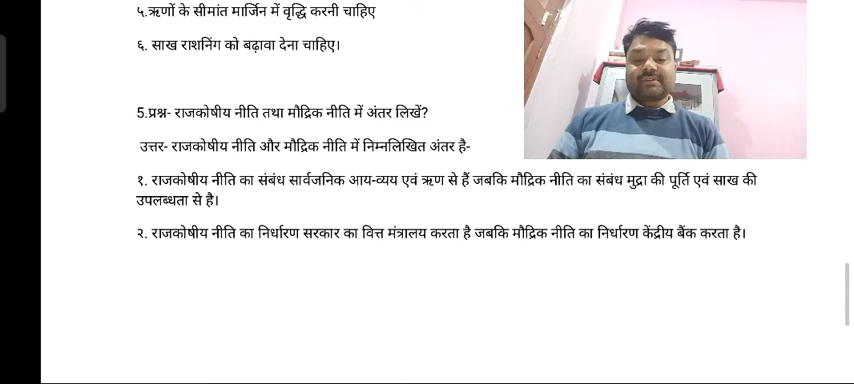 ५.ऋणों के सीमांत मार्जिन में वृद्धि करनी चाहिए
६. साख राशनिंग को बढ़ावा देना चाहिए।
5.प्रश्न- राजकोषीय नीति तथा मौद्रिक नीति में अंतर लिखें?
उत्तर- राजकोषीय नीति और मौद्रिक नीति में निम्नलिखित अंतर है-
१. राजकोषीय नीति का संबंध सार्वजनिक आय-व्यय एवं ऋण से हैं जबकि मौद्रिक नीति का संबंध मुद्रा की पूर्ति एवं साख की
उपलब्धता से है।
२. राजकोषीय नीति का निर्धारण सरकार का वित्त मंत्रालय करता है जबकि मौद्रिक नीति का निर्धारण केंद्रीय बैंक करता है।